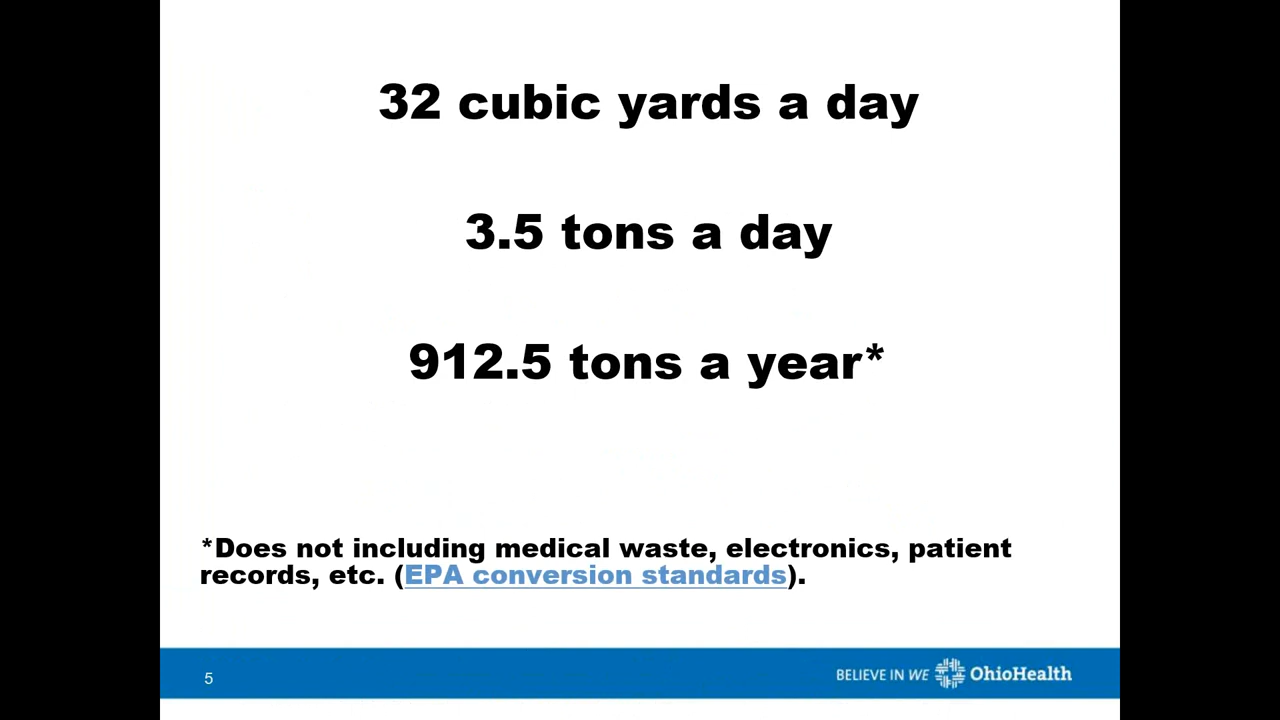 32 cubic yards a day
3.5 tons a day
912.5 tons a year*
*Does not including medical waste, electronics, patient
records, etc. (EPA conversion standards).
5
BELIEVE IN WE OhioHealth